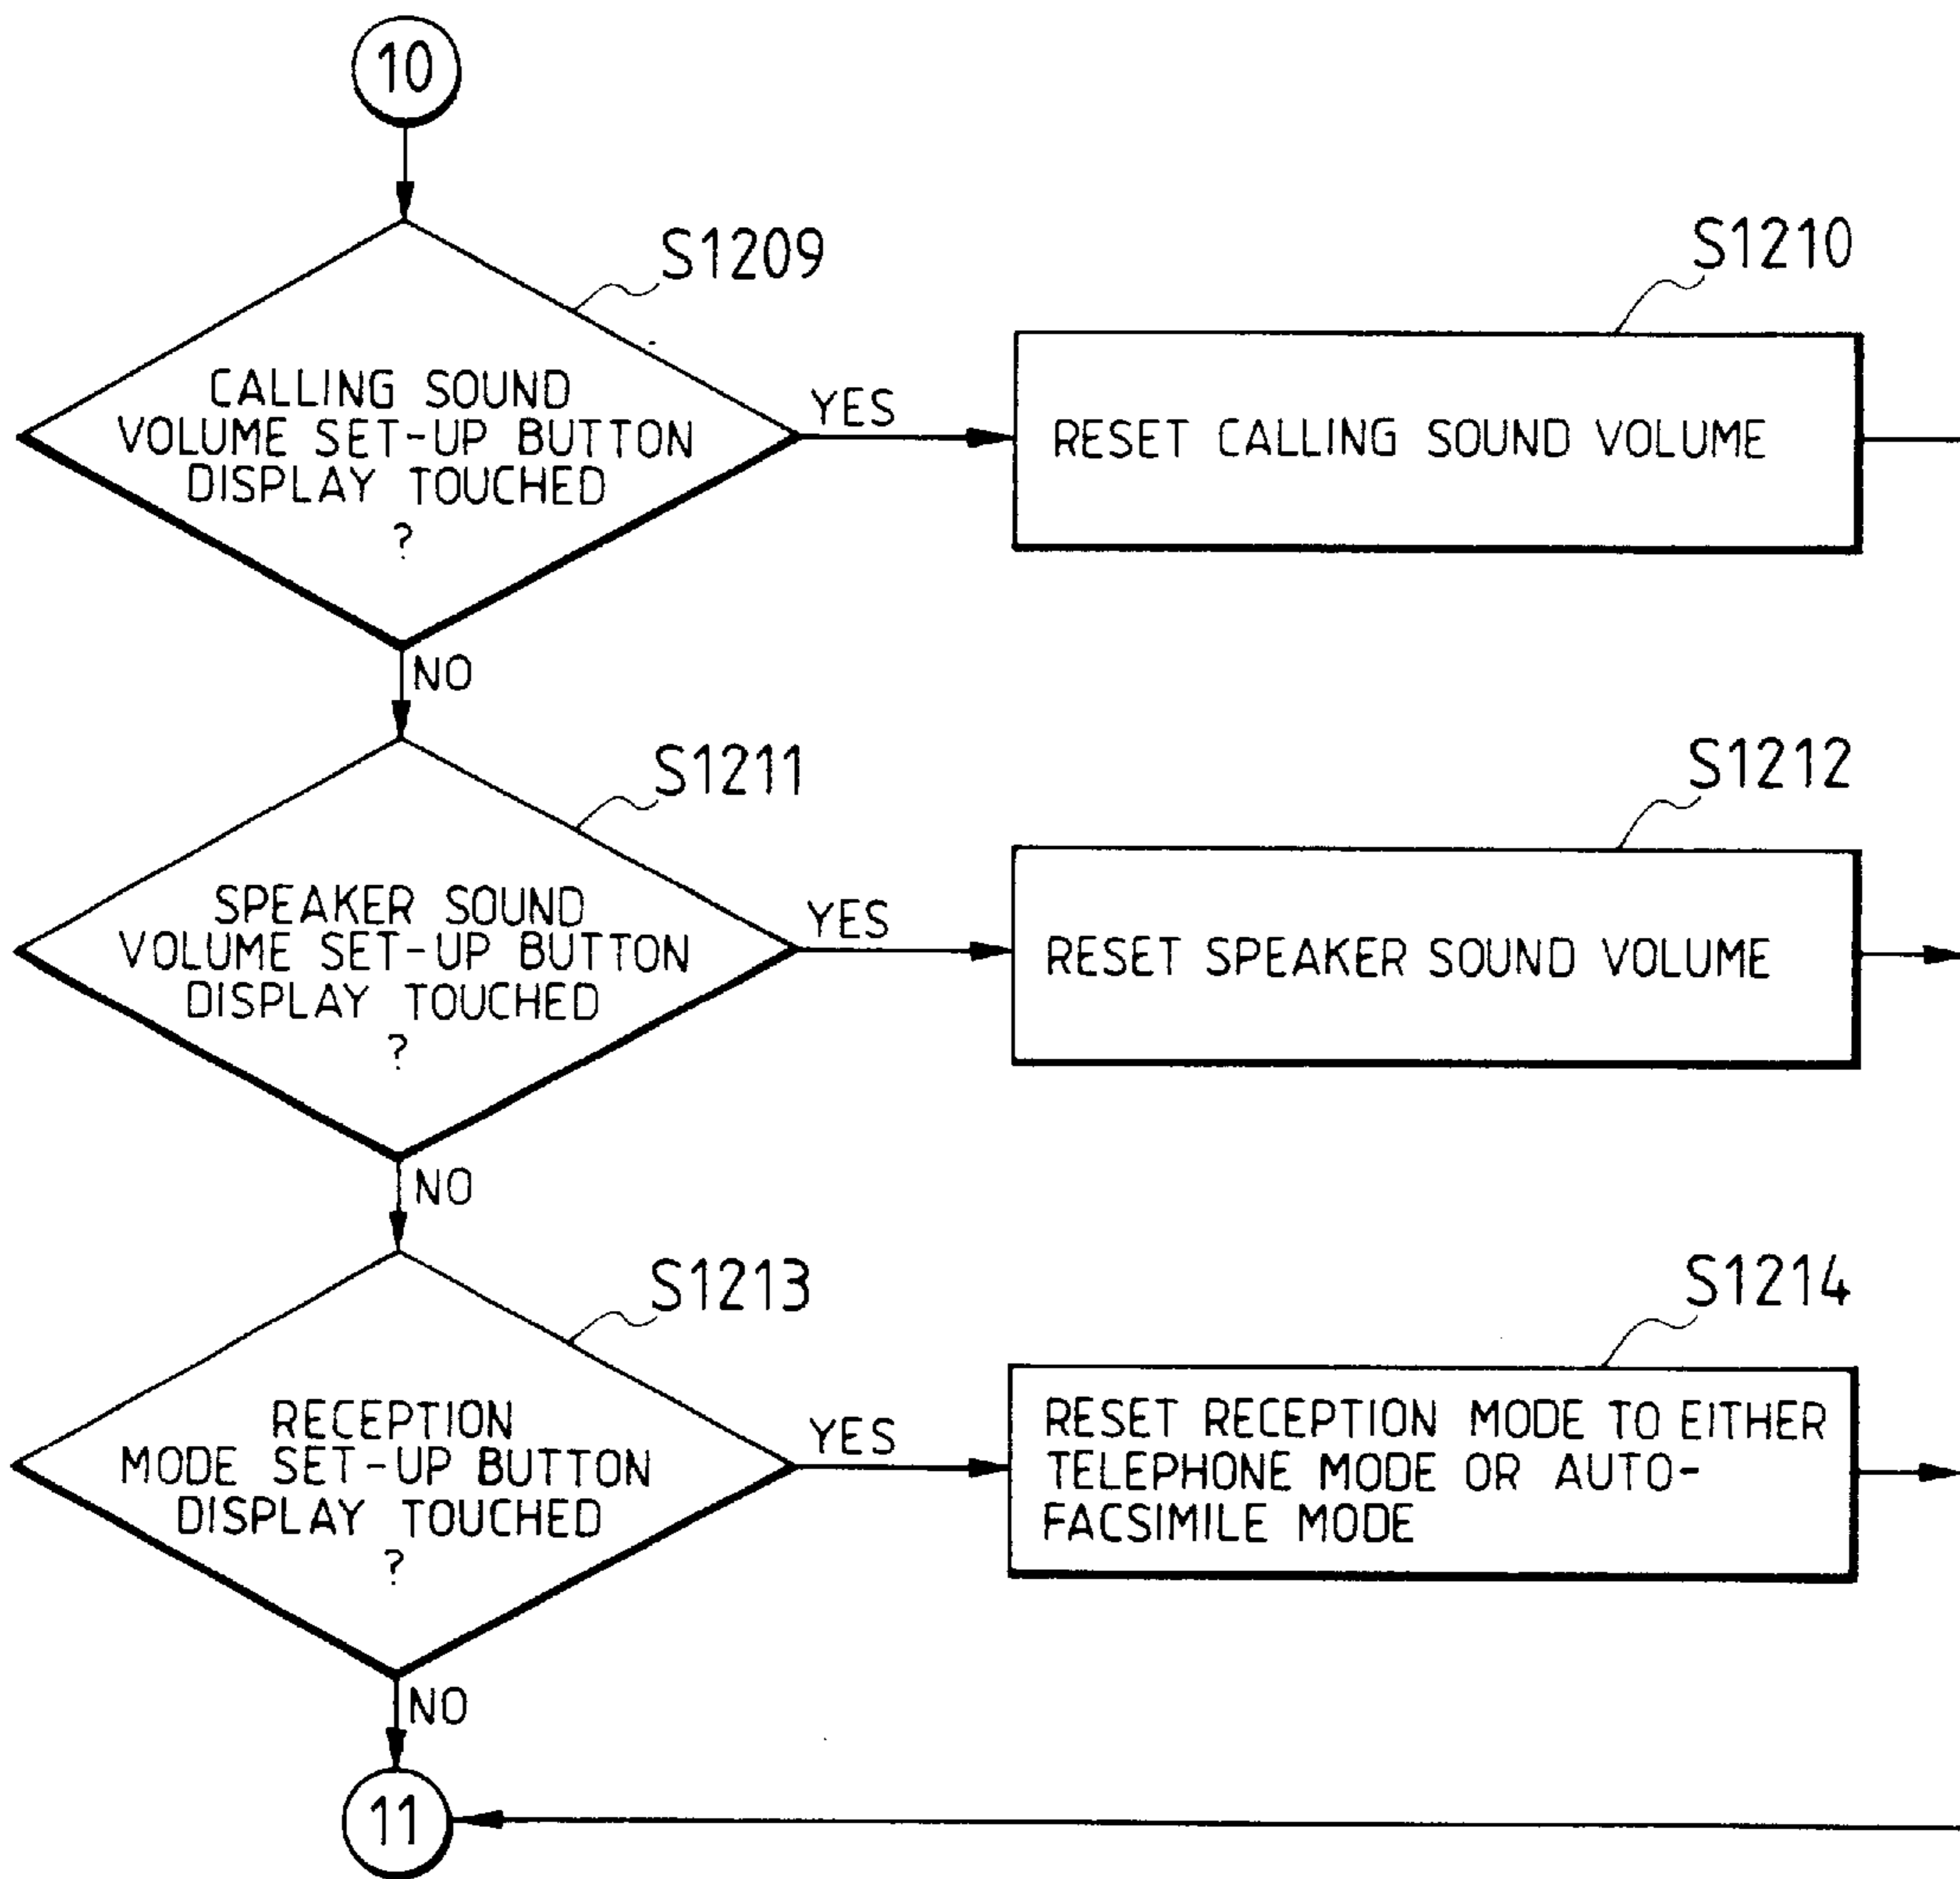 10
S1209
CALLING SOUND
VOLUME SET-UP BUTTON
DISPLAY TOUCHED
?
YES
S1210
RESET CALLING SOUND VOLUME
NO
S1211
SPEAKER SOUND
VOLUME SET-UP BUTTON
DISPLAY TOUCHED
?
YES
S1212
RESET SPEAKER SOUND VOLUME
NO
S1213
RECEPTION
MODE SET-UP BUTTON
DISPLAY TOUCHED
?
YES
S1214
RESET RECEPTION MODE TO EITHER
TELEPHONE MODE OR AUTO-
FACSIMILE MODE
NO
11